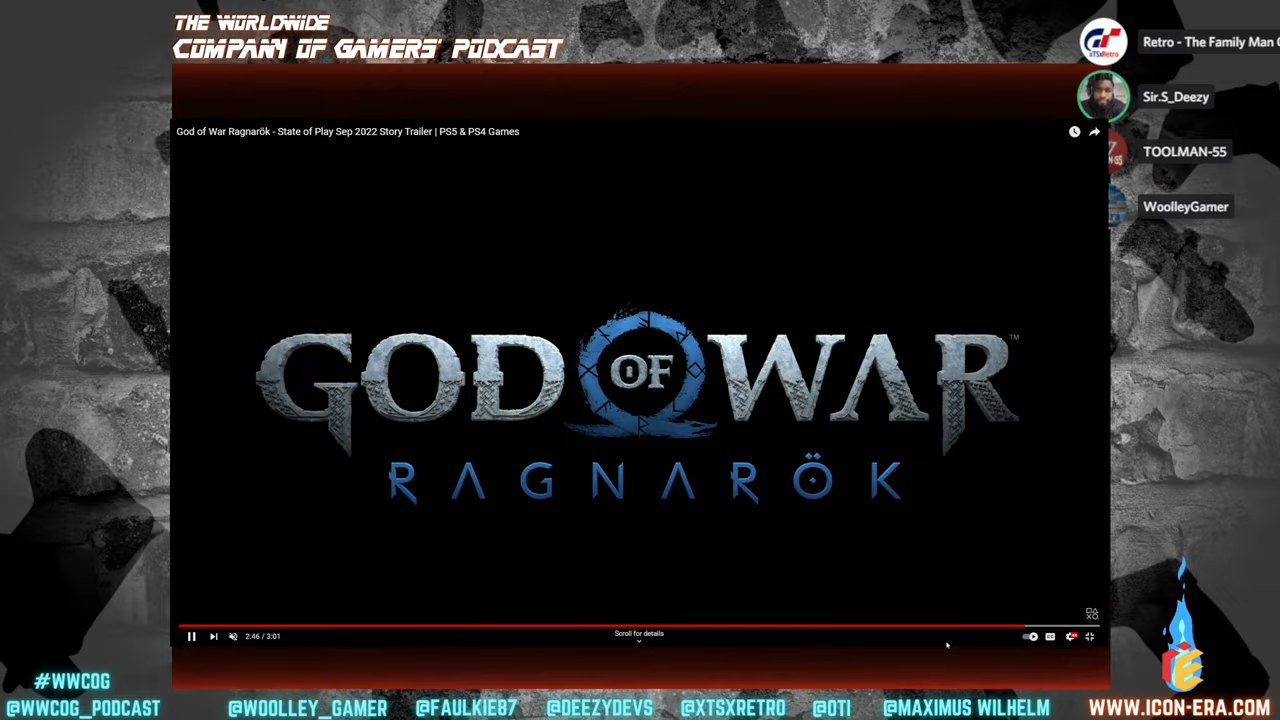 THE WORLDWIDE
COMPANY OF GAMERS' PODCAST
Retro - The Family Man
Sir.S_Deezy
TOOLMAN-55
WoolleyGamer
God of War Ragnarök - State of Play Sep 2022 Story Trailer | PS5 & PS4 Games
GOD OF WAR™
RAGNARÖK
2:46 / 3:01
Scroll for details
#WWCOG
@WWCOG_PODCAST
@WOOLLEY_GAMER
@FAULKIE87
@DEEZYDEVS
@XTSXRETRO
@OTI
@MAXIMUS WILHELM
WWW.ICON-ERA.COM